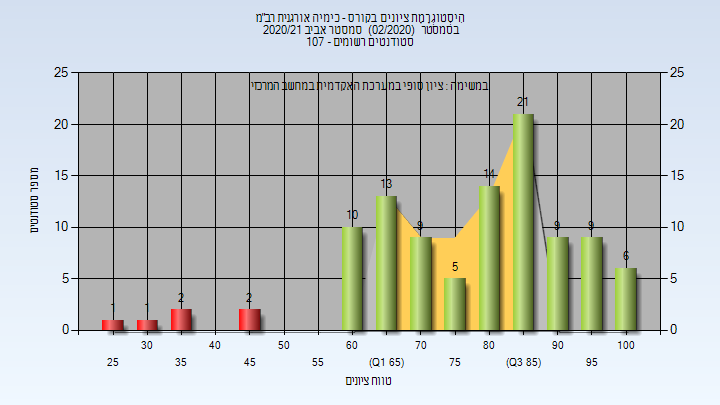 היסטוגרמת ציונים בקורס - כימיה אורגנית רב'מ
בסמסטר (02/2020) סמסטר אביב 2020/21
סטודנטים רשומים - 107
במשימה : ציון סופי במערכת האקדמית במחשב המרכזי
25 25
20 20
15 15
10 10
5 5
0 0
מספר סטודנטים
1 1 2 2 10 13 9 5 14 21 9 9 6
30 40 50 60 70 80 90 100
25 35 45 55 (Q1 65) 75 (Q3 85) 95
טווח ציונים